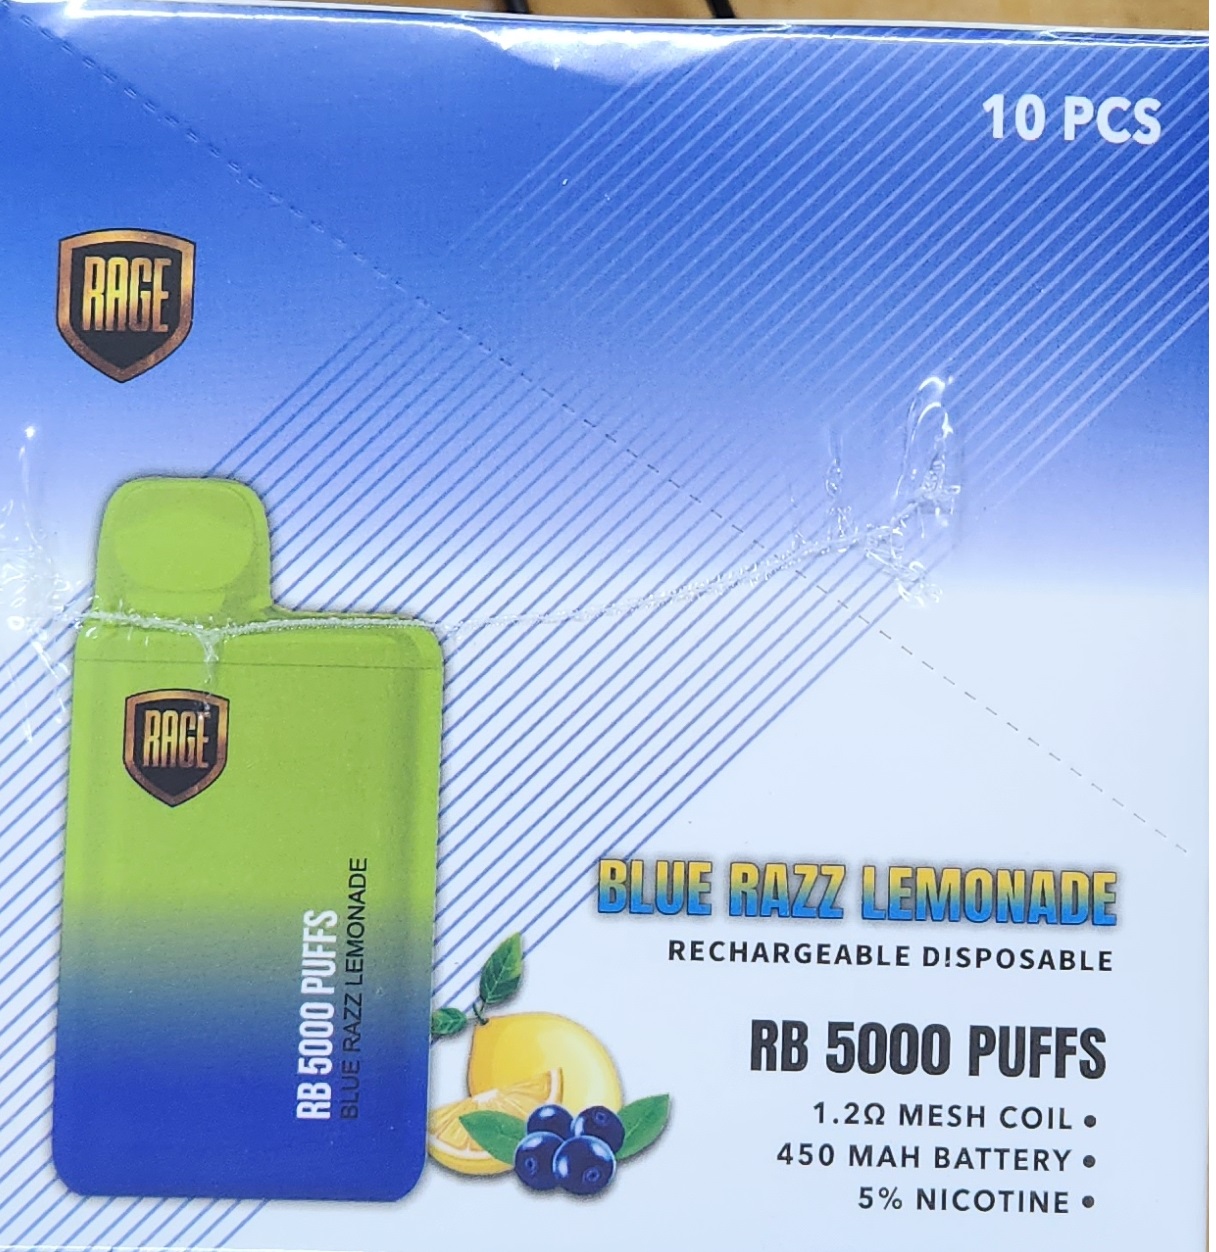 10 PCS
RAGE
RAGE
RB 5000 PUFFS
BLUE RAZZ LEMONADE
BLUE RAZZ LEMONADE
RECHARGEABLE D!SPOSABLE
RB 5000 PUFFS
1.2Ω MESH COIL •
450 MAH BATTERY •
5% NICOTINE •